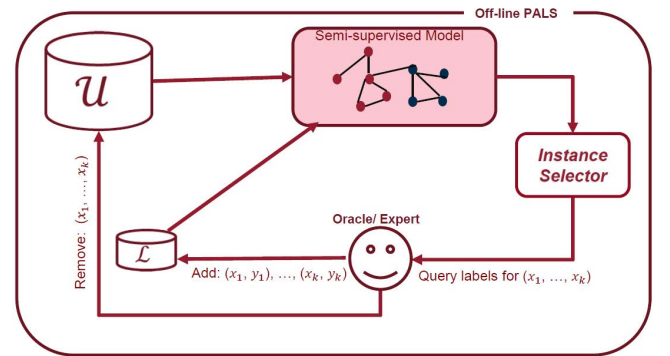 Off-line PALS
Semi-supervised Model
𝒰
Instance
Selector
Remove: (x₁, …, xₖ)
Oracle/ Expert
ℒ
Add: (x₁, y₁), …, (xₖ, yₖ)
Query labels for (x₁, …, xₖ)